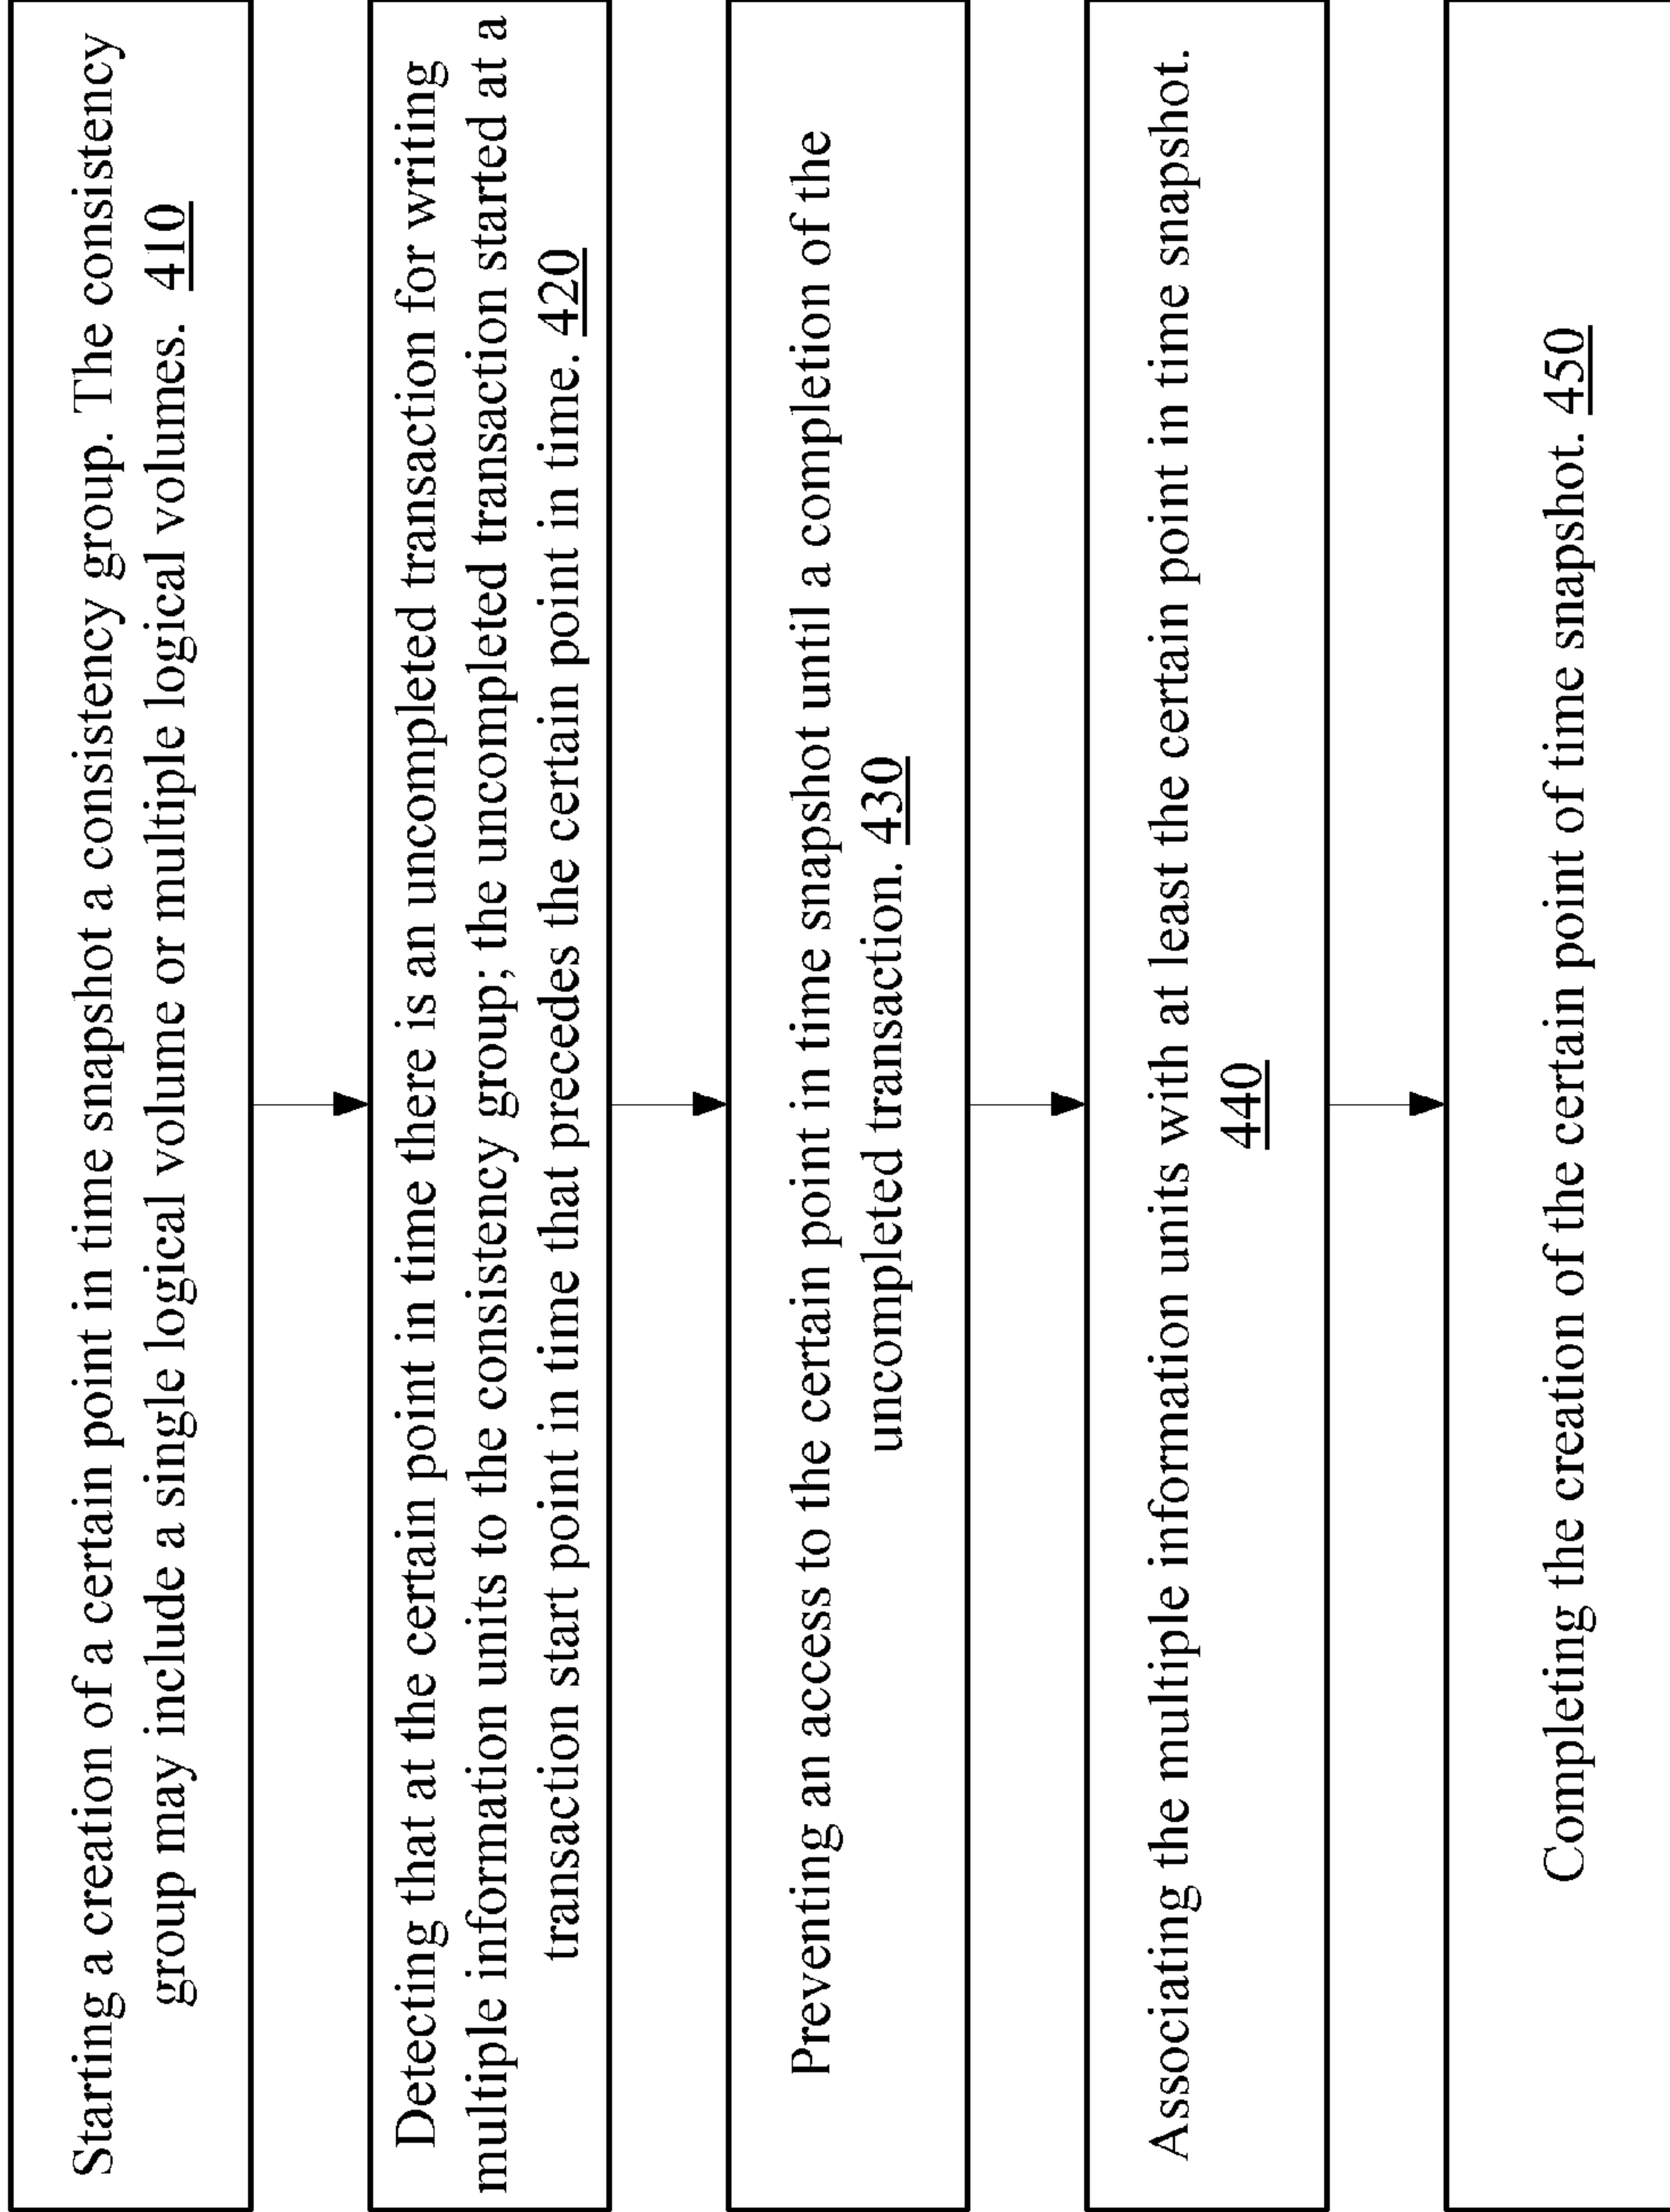 Starting a creation of a certain point in time snapshot a consistency group. The consistency
group may include a single logical volume or multiple logical volumes. 410
Detecting that at the certain point in time there is an uncompleted transaction for writing
multiple information units to the consistency group; the uncompleted transaction started at a
transaction start point in time that precedes the certain point in time. 420
Preventing an access to the certain point in time snapshot until a completion of the
uncompleted transaction. 430
Associating the multiple information units with at least the certain point in time snapshot.
440
Completing the creation of the certain point of time snapshot. 450